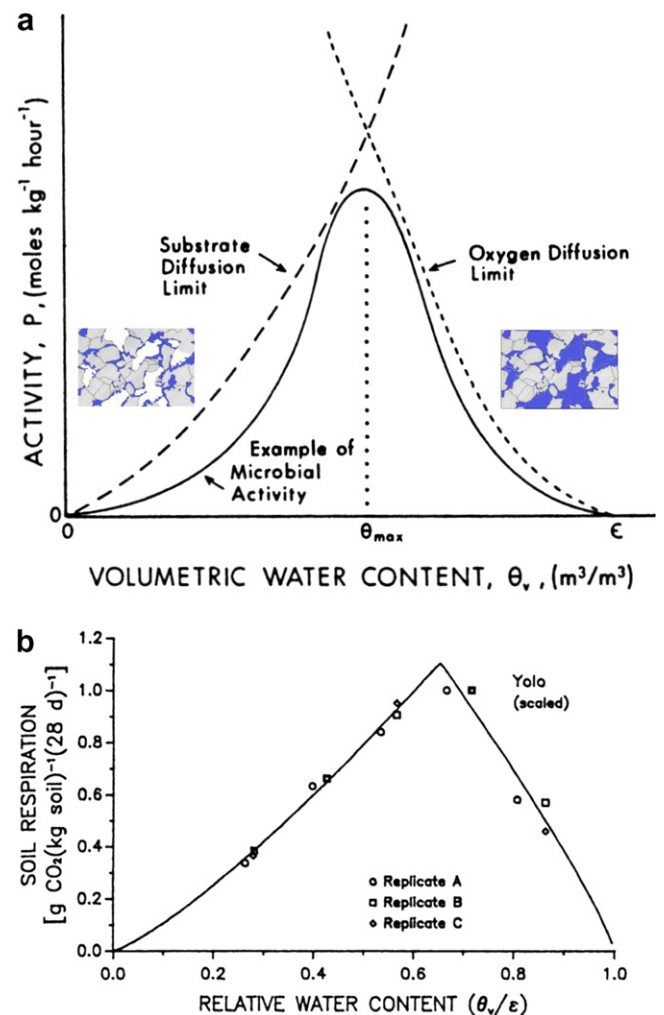 a
ACTIVITY, P, (moles kg⁻¹ hour⁻¹)
Substrate
Diffusion
Limit
Oxygen Diffusion
Limit
Example of
Microbial
Activity
0
0
θmax
ϵ
VOLUMETRIC WATER CONTENT, θv, (m³/m³)
b
SOIL RESPIRATION
[g CO₂(kg soil)⁻¹(28 d)⁻¹]
1.2
1.0
0.8
0.6
0.4
0.2
0.0
Yolo
(scaled)
Replicate A
Replicate B
Replicate C
0.0 0.2 0.4 0.6 0.8 1.0
RELATIVE WATER CONTENT (θv/ε)